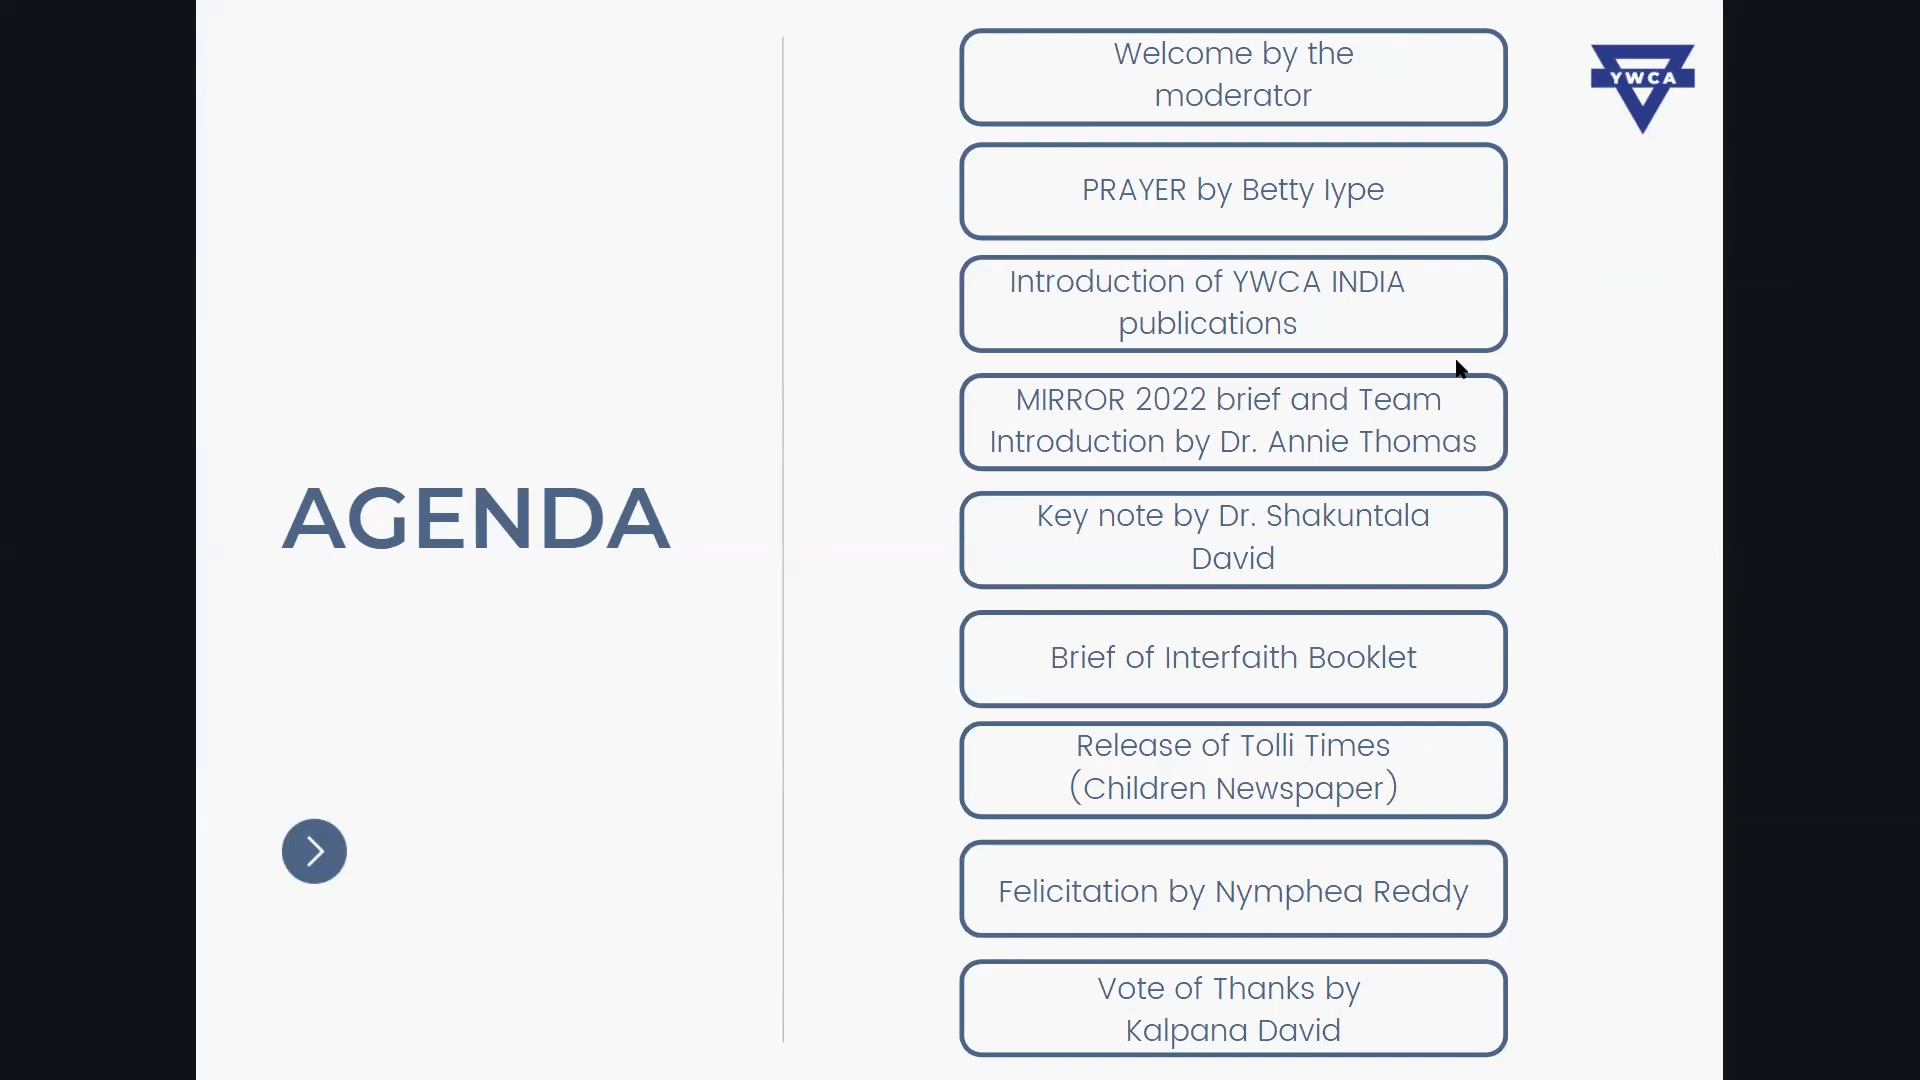 AGENDA
Welcome by the
moderator
PRAYER by Betty Iype
Introduction of YWCA INDIA
publications
MIRROR 2022 brief and Team
Introduction by Dr. Annie Thomas
Key note by Dr. Shakuntala
David
Brief of Interfaith Booklet
Release of Tolli Times
(Children Newspaper)
Felicitation by Nymphea Reddy
Vote of Thanks by
Kalpana David
YWCA